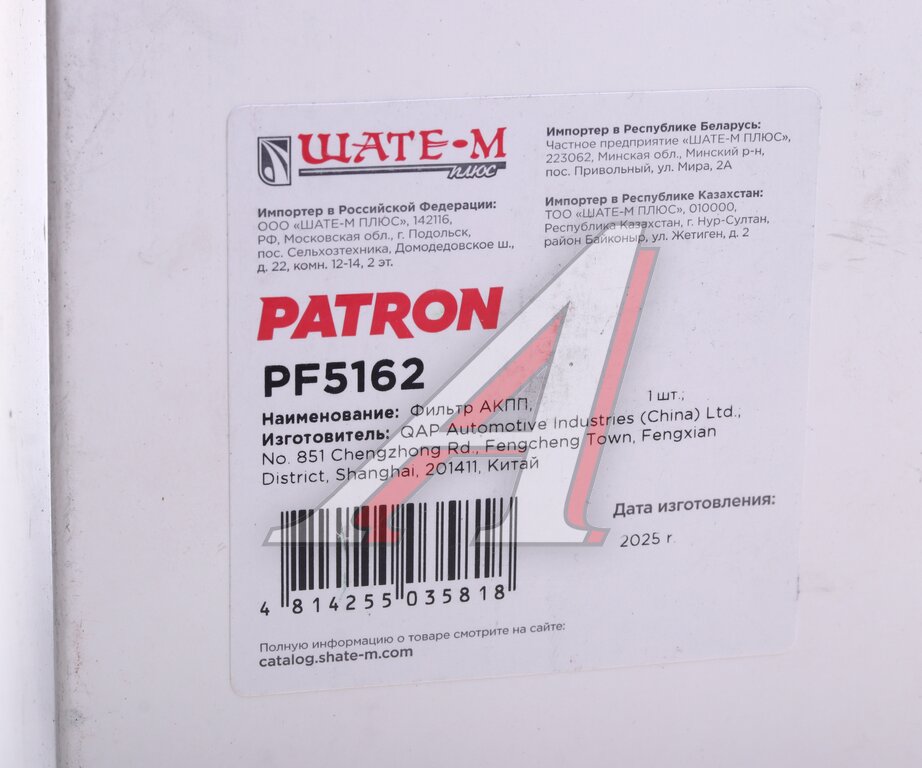 ШАТЕ-М
плюс
Импортер в Российской Федерации:
ООО «ШАТЕ-М ПЛЮС», 142116,
РФ, Московская обл., г. Подольск,
пос. Сельхозтехника, Домодедовское ш.,
д. 22, комн. 12-14, 2 эт.
Импортер в Республике Беларусь:
Частное предприятие «ШАТЕ-М ПЛЮС»,
223062, Минская обл., Минский р-н,
пос. Привольный, ул. Мира, 2А
Импортер в Республике Казахстан:
ТОО «ШАТЕ-М ПЛЮС», 010000,
Республика Казахстан, г. Нур-Султан,
район Байконыр, ул. Жетиген, д. 2
PATRON
PF5162
Наименование: Фильтр АКПП, 1 шт.;
Изготовитель: QAP Automotive Industries (China) Ltd.,
No. 851 Chengzhong Rd., Fengcheng Town, Fengxian
District, Shanghai, 201411, Китай
Дата изготовления:
2025 г.
4 814255 035818
Полную информацию о товаре смотрите на сайте:
catalog.shate-m.com